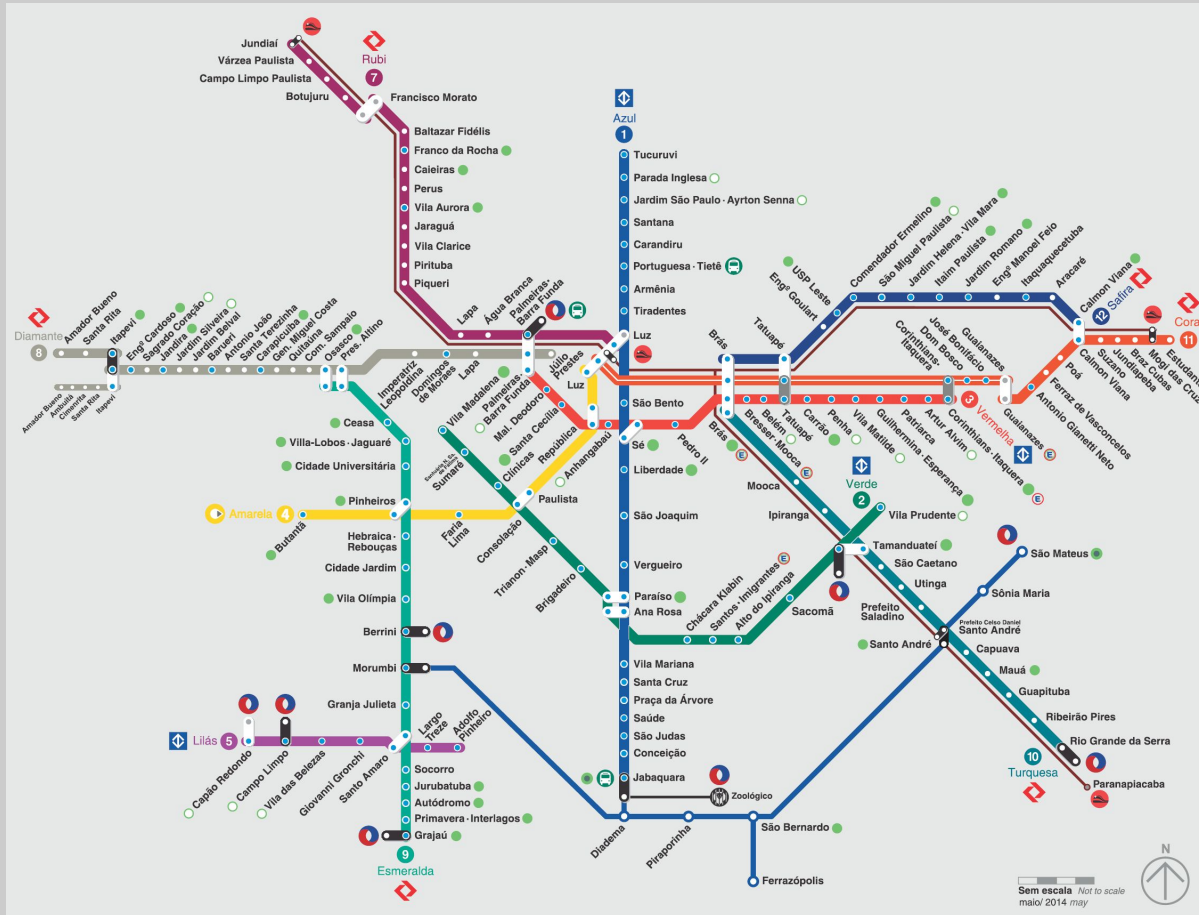 Jundiaí
Várzea Paulista
Campo Limpo Paulista
Botujuru
Rubi
7
Francisco Morato
Baltazar Fidélis
Franco da Rocha
Caieiras
Perus
Vila Aurora
Jaraguá
Vila Clarice
Pirituba
Piqueri
Lapa
Água Branca
Palmeiras-
Barra Funda
Azul
1
Tucuruvi
Parada Inglesa
Jardim São Paulo · Ayrton Senna
Santana
Carandiru
Portuguesa · Tietê
Armênia
Tiradentes
Luz
São Bento
Sé
Liberdade
São Joaquim
Vergueiro
Paraíso
Ana Rosa
Vila Mariana
Santa Cruz
Praça da Árvore
Saúde
São Judas
Conceição
Jabaquara
Zoológico
Diamante
8
Amador Bueno
Santa Rita
Itapevi
Engº Cardoso
Sagrado Coração
Jandira
Jardim Silveira
Jardim Belval
Barueri
Antonio João
Santa Terezinha
Carapicuíba
Gen. Miguel Costa
Quitaúna
Com. Sampaio
Osasco
Pres. Altino
Imperatriz
Leopoldina
Domingos
de Moraes
Lapa
Palmeiras-
Barra Funda
Júlio
Prestes
Luz
Amador Bueno
Ambuitá
Cimenrita
Santa Rita
Itapevi
Ceasa
Villa-Lobos · Jaguaré
Cidade Universitária
Pinheiros
Hebraica ·
Rebouças
Cidade Jardim
Vila Olímpia
Berrini
Morumbi
Granja Julieta
Santo Amaro
Socorro
Jurubatuba
Autódromo
Primavera · Interlagos
Grajaú
9
Esmeralda
Amarela
4
Butantã
Faria
Lima
Paulista
República
Vila Madalena
Sumaré
Clínicas
Consolação
Trianon · Masp
Brigadeiro
Chácara Klabin
Santos · Imigrantes
E
Alto do Ipiranga
Sacomã
Tamanduateí
Vila Prudente
Verde
2
Mal. Deodoro
Santa Cecília
Anhangabaú
Pedro II
Brás
E
Bresser · Mooca
E
Belém
Tatuapé
Carrão
Penha
Vila Matilde
Guilhermina · Esperança
Patriarca
Artur Alvim
Corinthians · Itaquera
E
3
Vermelha
Brás
Tatuapé
Engº Goulart
USP Leste
Comendador Ermelino
São Miguel Paulista
Jardim Helena · Vila Mara
Itaim Paulista
Jardim Romano
Engº Manoel Feio
Itaquaquecetuba
Aracaré
Calmon Viana
12
Safira
Coral
11
Corinthians
Itaquera
Dom Bosco
José Bonifácio
Guaianazes
Guaianazes
E
Antonio Gianetti Neto
Ferraz de Vasconcelos
Poá
Calmon Viana
Suzano
Jundiapeba
Braz Cubas
Mogi das Cruzes
Estudantes
Mooca
Ipiranga
São Caetano
Utinga
Prefeito
Saladino
Prefeito Celso Daniel
Santo André
Santo André
Capuava
Mauá
Guapituba
Ribeirão Pires
Rio Grande da Serra
Paranapiacaba
10
Turquesa
São Mateus
Sônia Maria
Diadema
Piraporinha
São Bernardo
Ferrazópolis
Lilás
5
Capão Redondo
Campo Limpo
Vila das Belezas
Giovanni Gronchi
Largo
Treze
Adolfo
Pinheiro
N
Sem escala Not to scale
maio/ 2014 may